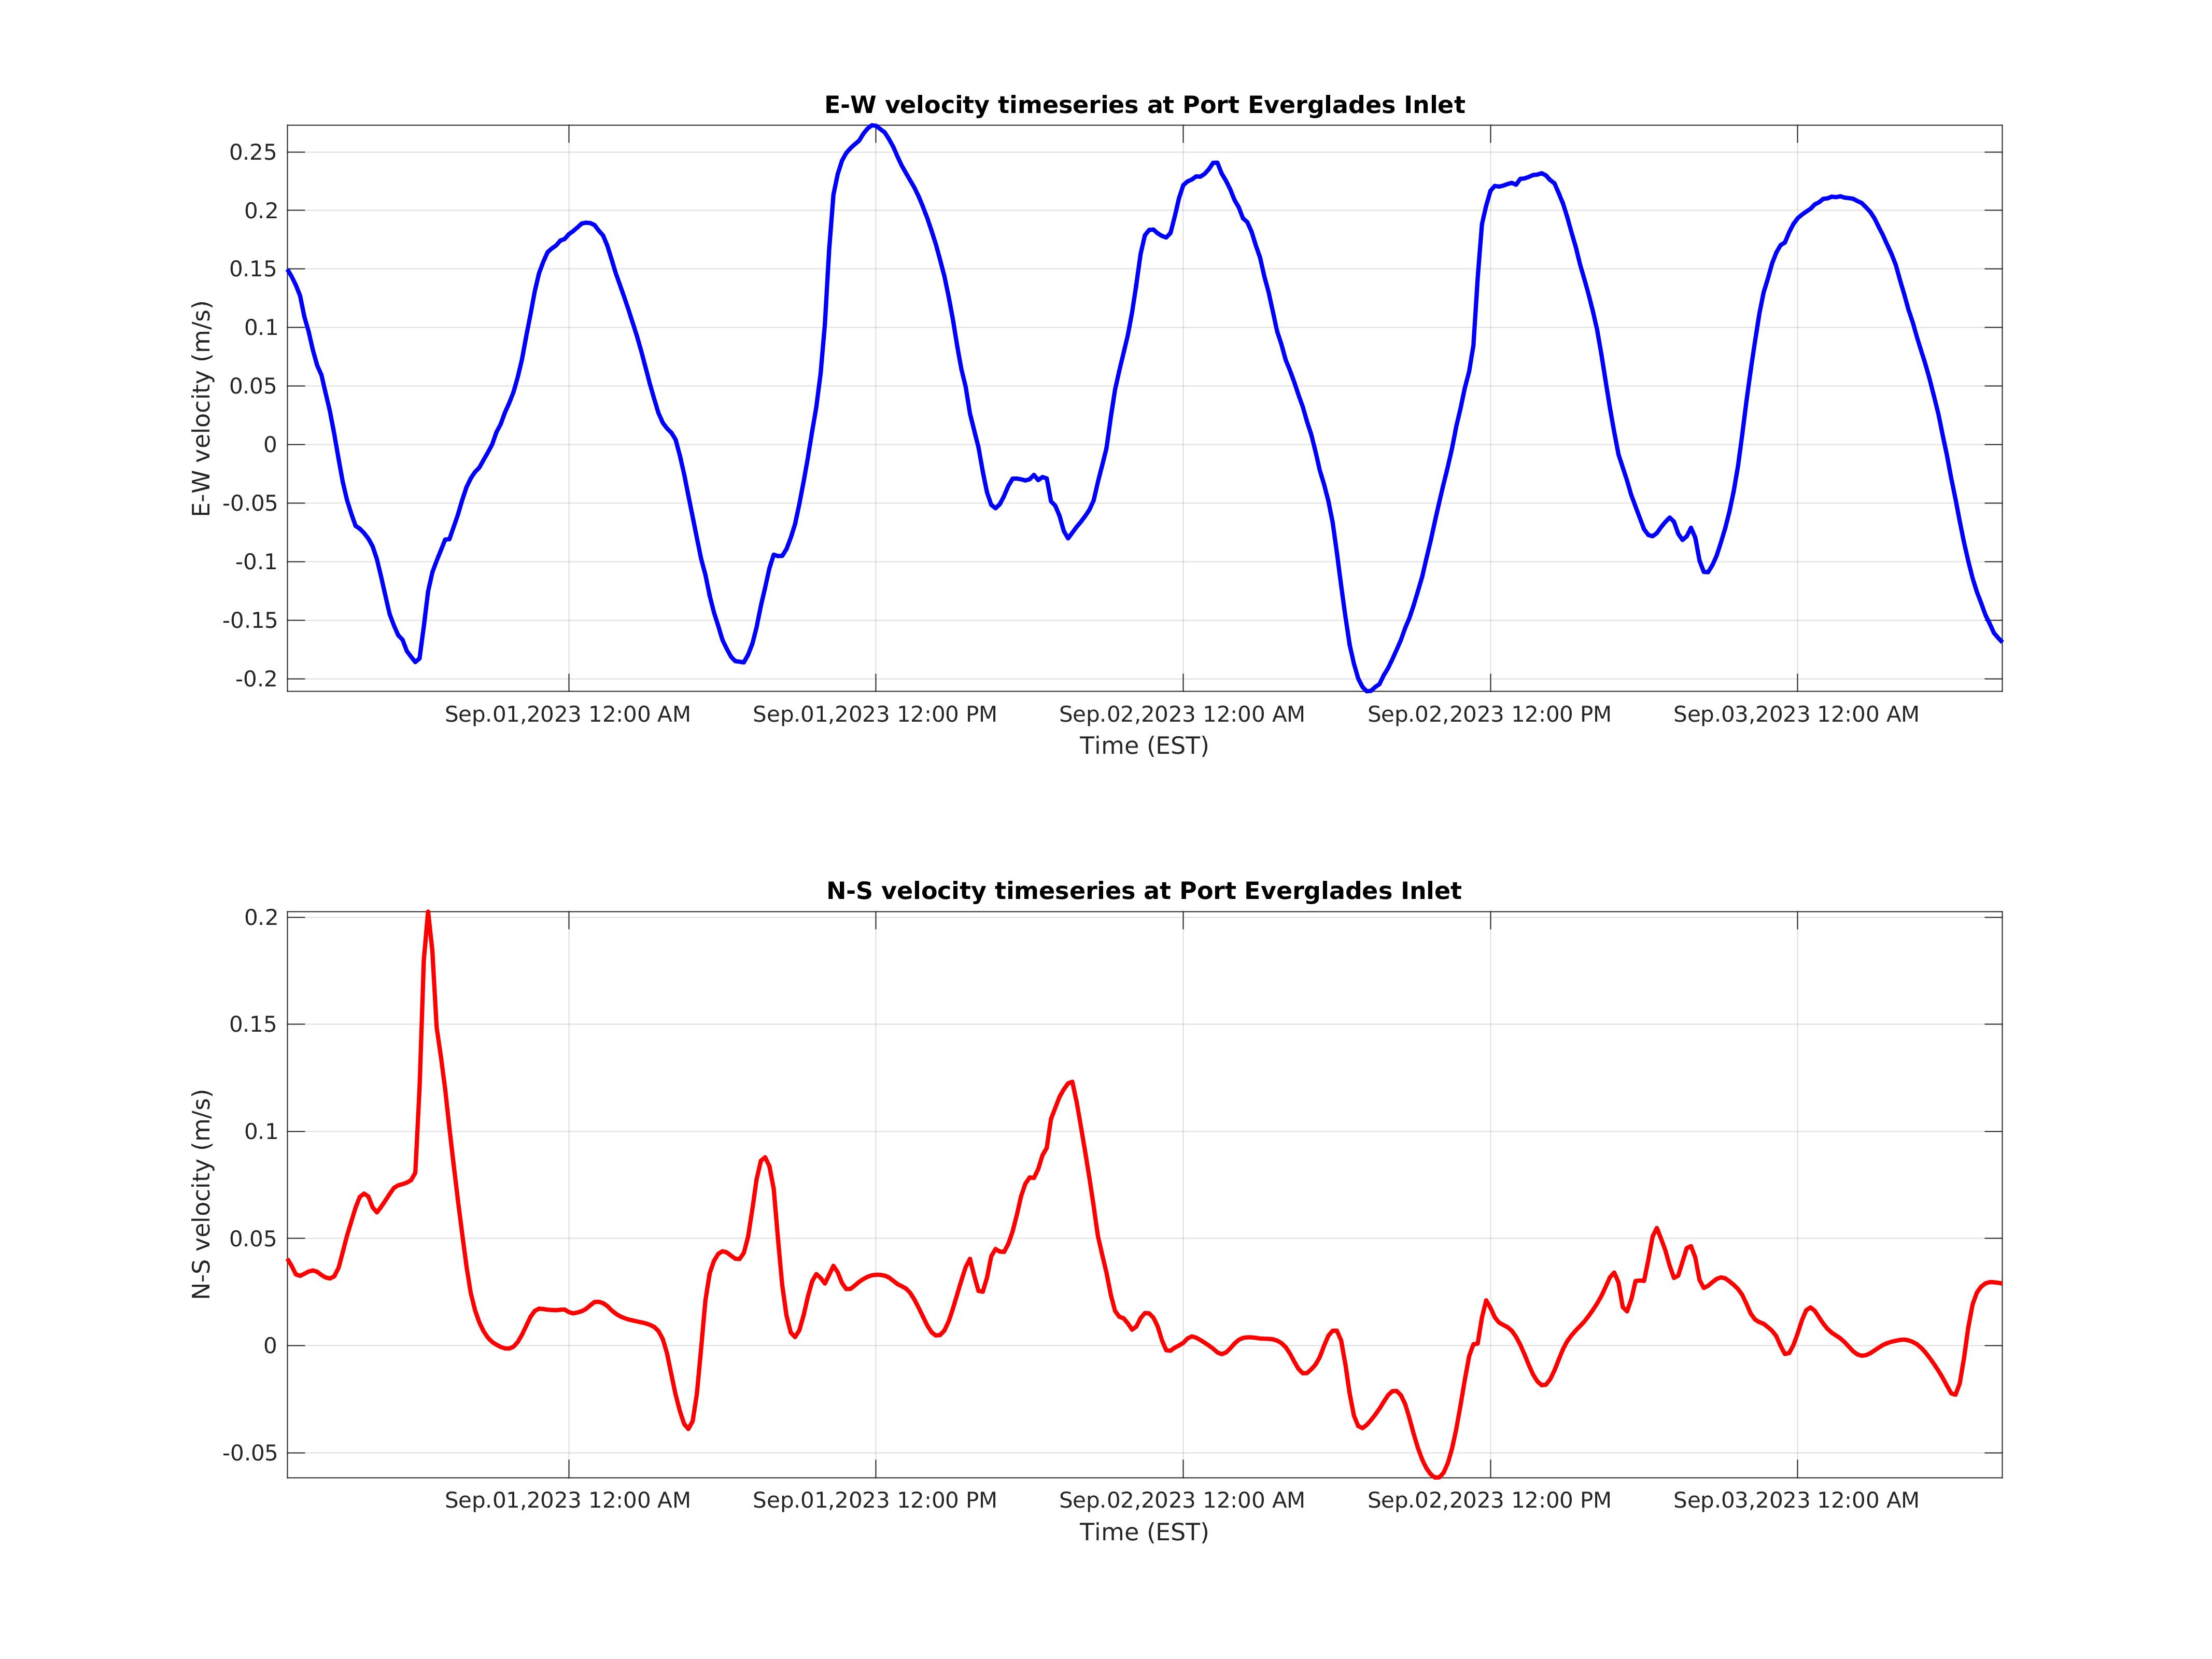 E-W velocity timeseries at Port Everglades Inlet
0.25
0.2
0.15
0.1
0.05
0
-0.05
-0.1
-0.15
-0.2
E-W velocity (m/s)
Sep.01,2023 12:00 AM Sep.01,2023 12:00 PM Sep.02,2023 12:00 AM Sep.02,2023 12:00 PM Sep.03,2023 12:00 AM
Time (EST)
N-S velocity timeseries at Port Everglades Inlet
0.2
0.15
0.1
0.05
0
-0.05
N-S velocity (m/s)
Sep.01,2023 12:00 AM Sep.01,2023 12:00 PM Sep.02,2023 12:00 AM Sep.02,2023 12:00 PM Sep.03,2023 12:00 AM
Time (EST)